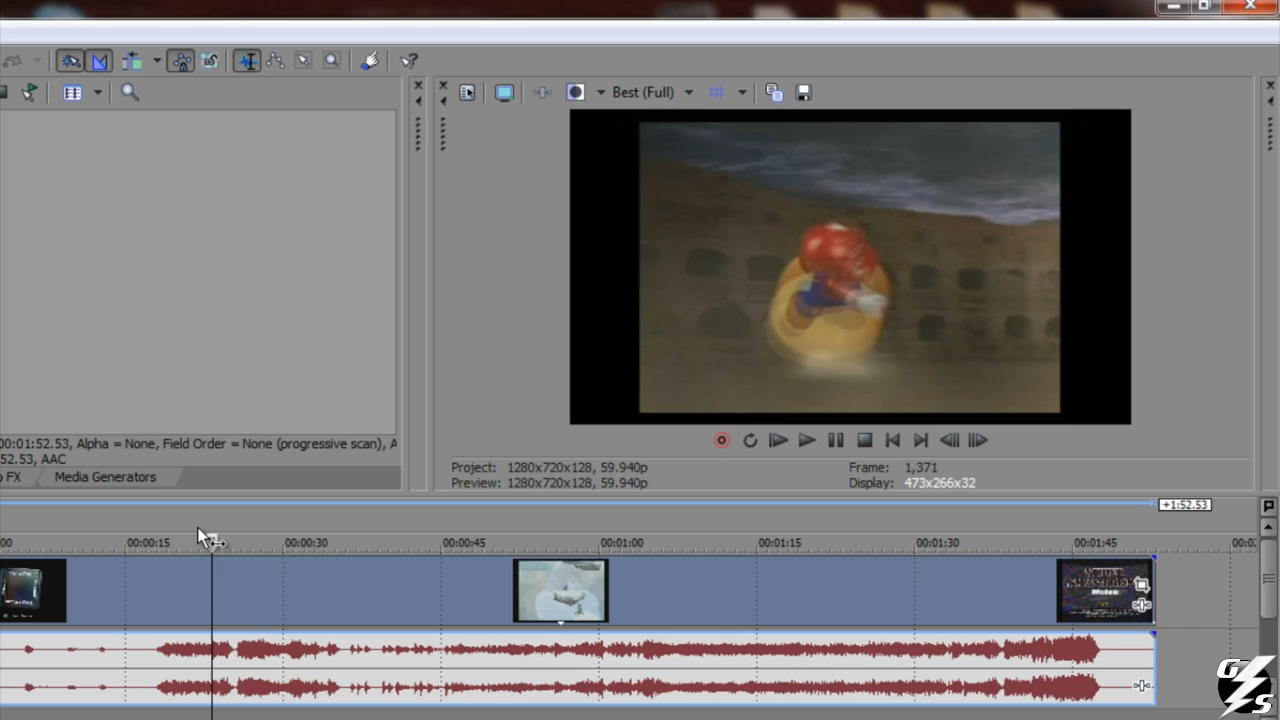 Best (Full)
00:01:52.53, Alpha = None, Field Order = None (progressive scan), A
52.53, AAC
FX
Media Generators
Project: 1280x720x128, 59.940p
Preview: 1280x720x128, 59.940p
Frame: 1,371
Display: 473x266x32
+1:52.53
00 00:00:15 00:00:30 00:00:45 00:01:00 00:01:15 00:01:30 00:01:45
Melee
G S